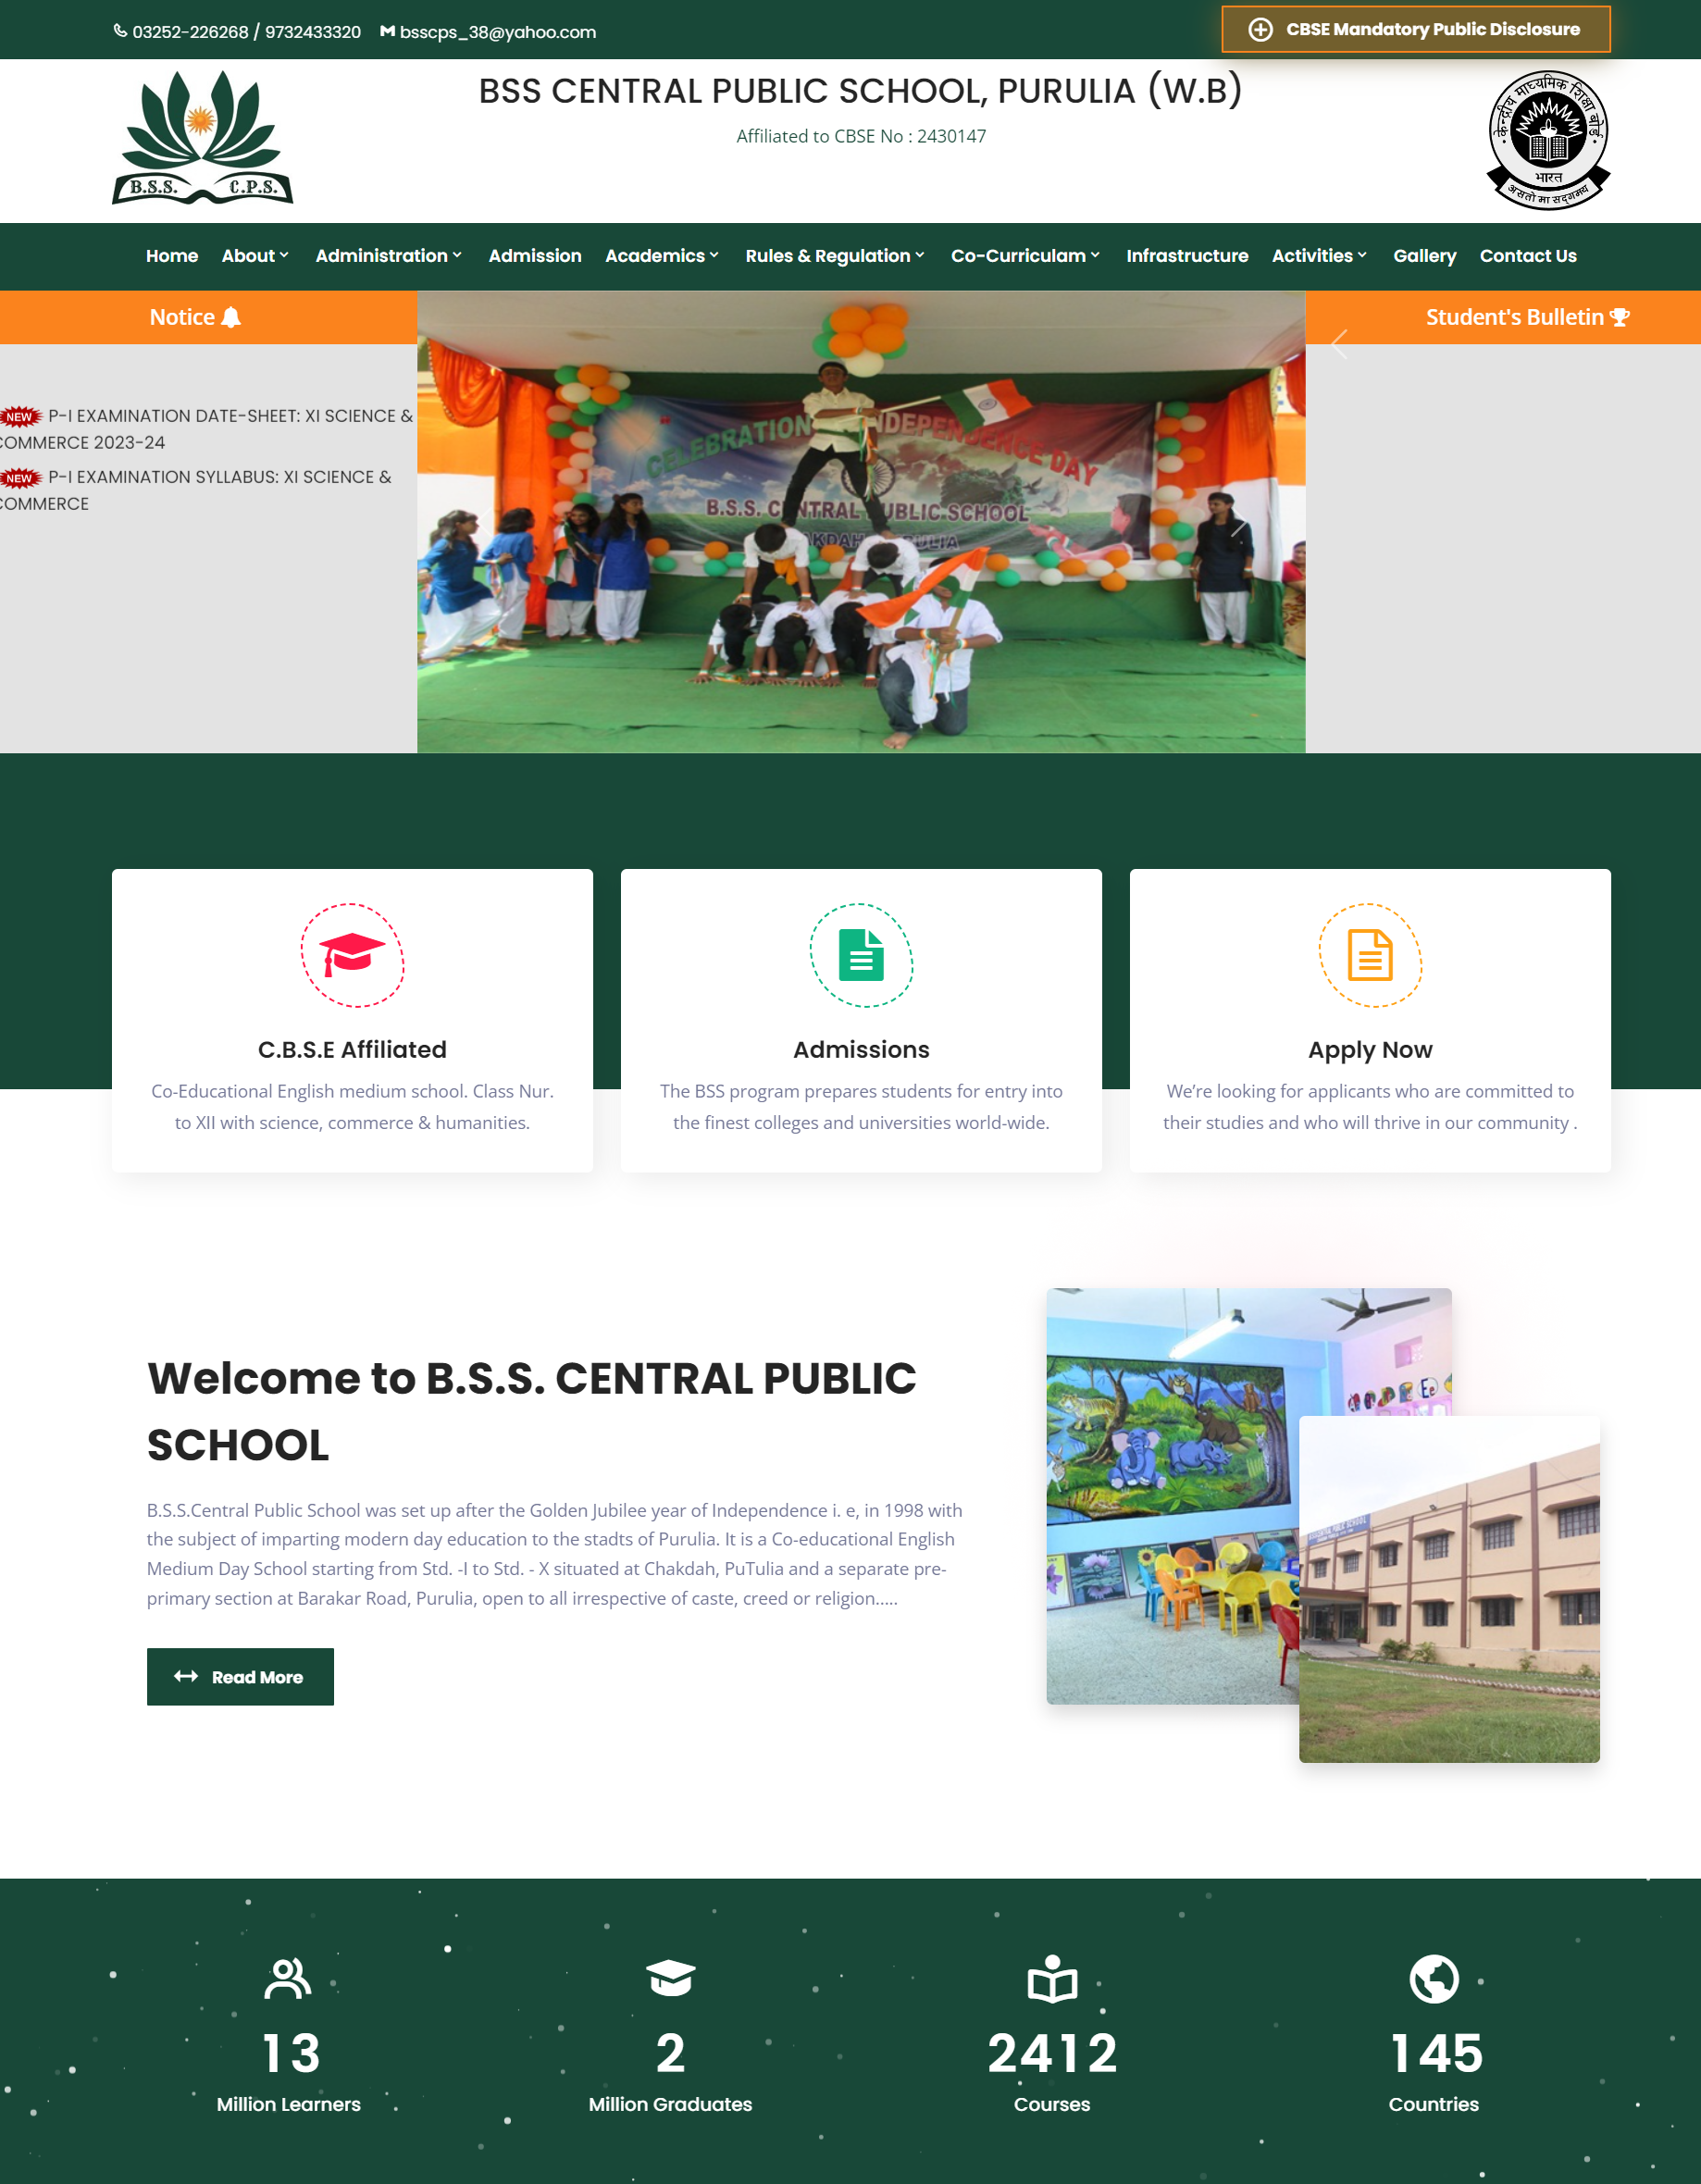 03252-226268 / 9732433320 bsscps_38@yahoo.com
CBSE Mandatory Public Disclosure
B.S.S. C.P.S.
BSS CENTRAL PUBLIC SCHOOL, PURULIA (W.B)
Affiliated to CBSE No : 2430147
केन्द्रीय माध्यमिक शिक्षा बोर्ड
भारत
असतो मा सद्गमय
Home About Administration Admission Academics Rules & Regulation Co-Curriculam Infrastructure Activities Gallery Contact Us
Notice
NEW P-I EXAMINATION DATE-SHEET: XI SCIENCE &
COMMERCE 2023-24
NEW P-I EXAMINATION SYLLABUS: XI SCIENCE &
COMMERCE
CELEBRATION INDEPENDENCE DAY
B.S.S. CENTRAL PUBLIC SCHOOL
Student's Bulletin
C.B.S.E Affiliated
Co-Educational English medium school. Class Nur.
to XII with science, commerce & humanities.
Admissions
The BSS program prepares students for entry into
the finest colleges and universities world-wide.
Apply Now
We’re looking for applicants who are committed to
their studies and who will thrive in our community .
Welcome to B.S.S. CENTRAL PUBLIC
SCHOOL
B.S.S.Central Public School was set up after the Golden Jubilee year of Independence i. e, in 1998 with
the subject of imparting modern day education to the stadts of Purulia. It is a Co-educational English
Medium Day School starting from Std. -I to Std. - X situated at Chakdah, PuTulia and a separate pre-
primary section at Barakar Road, Purulia, open to all irrespective of caste, creed or religion.....
Read More
13
Million Learners
2
Million Graduates
2412
Courses
145
Countries